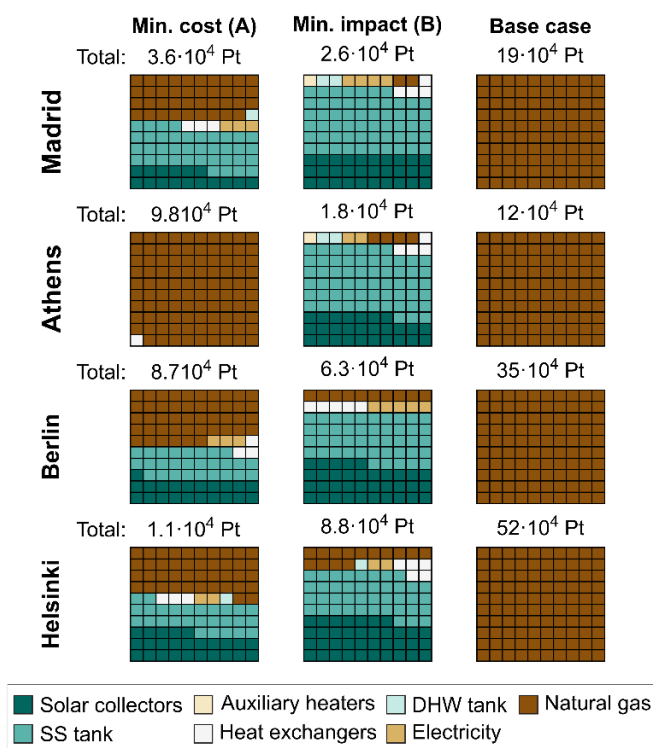 Min. cost (A) Min. impact (B) Base case
Total: 3.6·10⁴ Pt 2.6·10⁴ Pt 19·10⁴ Pt
Madrid
Total: 9.810⁴ Pt 1.8·10⁴ Pt 12·10⁴ Pt
Athens
Total: 8.710⁴ Pt 6.3·10⁴ Pt 35·10⁴ Pt
Berlin
Total: 1.1·10⁴ Pt 8.8·10⁴ Pt 52·10⁴ Pt
Helsinki
Solar collectors Auxiliary heaters DHW tank Natural gas
SS tank Heat exchangers Electricity